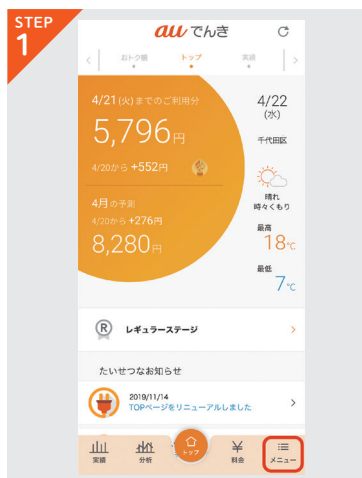 STEP
1
auでんき
おトク額
トップ
実績
4/21(火)までのご利用分
5,796円
4/20から+552円
4月の予測
4/20から+276円
8,280円
4/22
(水)
千代田区
晴れ
時々くもり
最高
18℃
最低
7℃
R
レギュラーステージ
たいせつなお知らせ
2019/11/14
TOPページをリニューアルしました
実績
分析
トップ
料金
メニュー